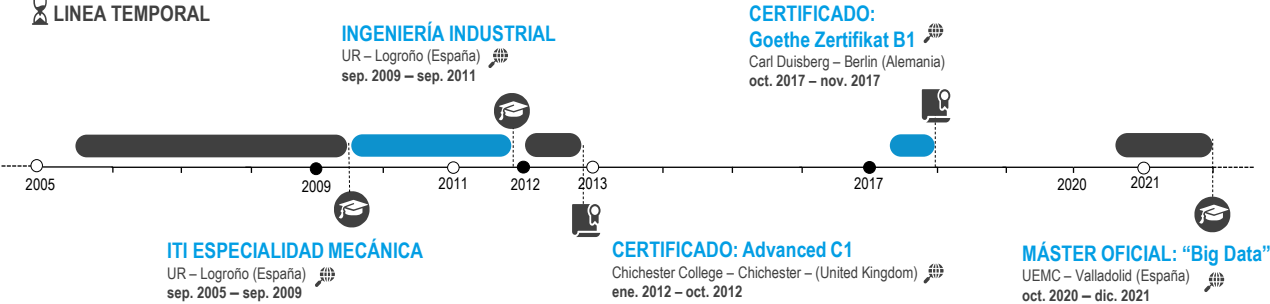 LINEA TEMPORAL
INGENIERÍA INDUSTRIAL
UR – Logroño (España)
sep. 2009 – sep. 2011
CERTIFICADO:
Goethe Zertifikat B1
Carl Duisberg – Berlin (Alemania)
oct. 2017 – nov. 2017
2005
2009
2011
2012
2013
2017
2020
2021
ITI ESPECIALIDAD MECÁNICA
UR – Logroño (España)
sep. 2005 – sep. 2009
CERTIFICADO: Advanced C1
Chichester College – Chichester – (United Kingdom)
ene. 2012 – oct. 2012
MÁSTER OFICIAL: “Big Data”
UEMC – Valladolid (España)
oct. 2020 – dic. 2021